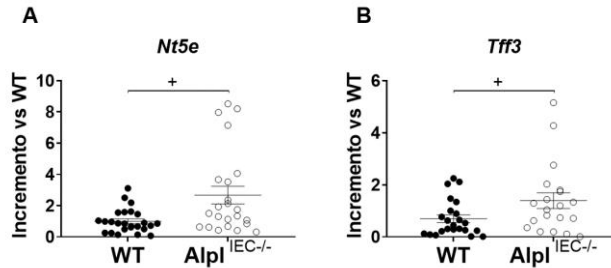 A
Nt5e
Incremento vs WT
10
8
6
4
2
0
+
WT
Alpl IEC-/-
B
Tff3
Incremento vs WT
6
4
2
0
+
WT
Alpl IEC-/-